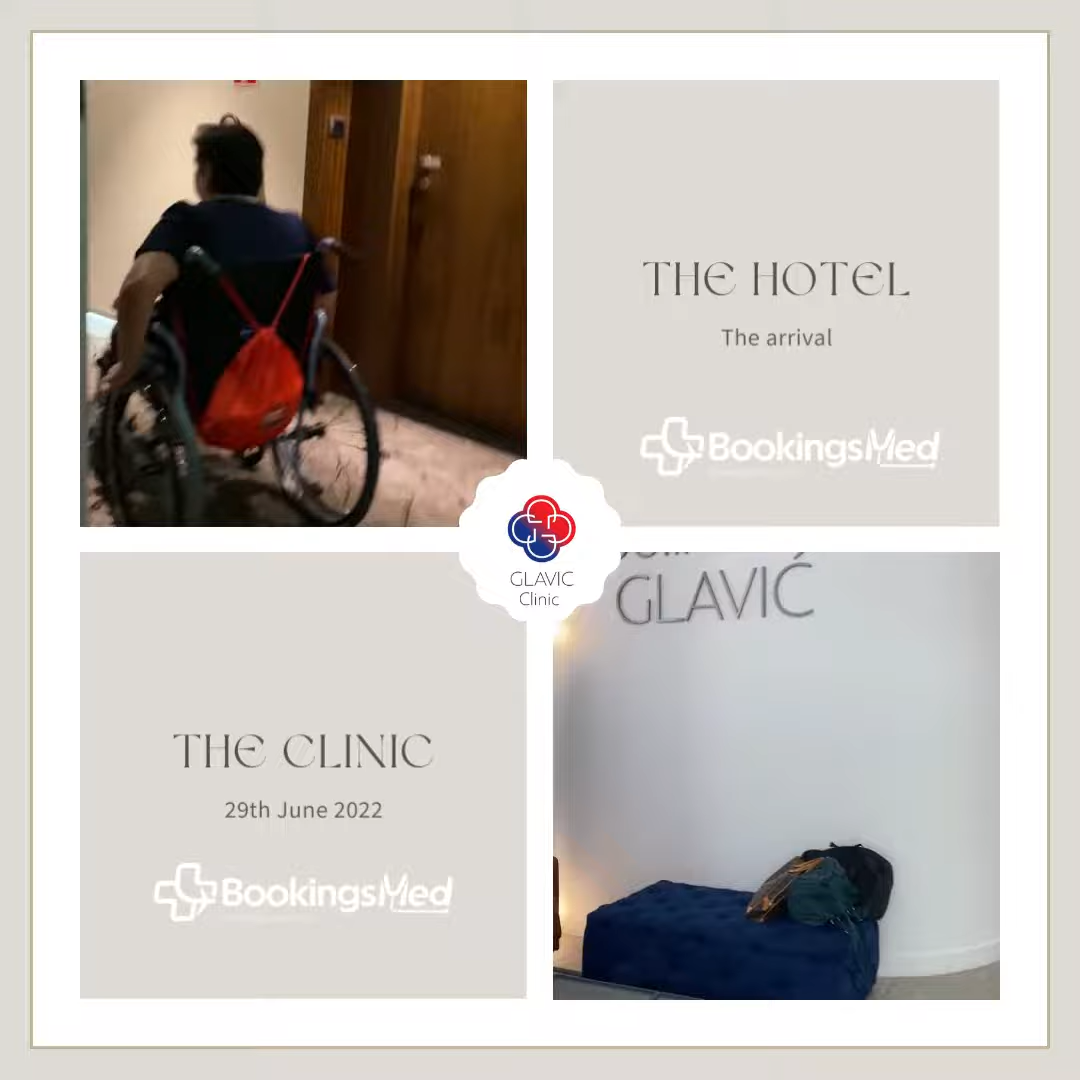 THE HOTEL
The arrival
BookingsMed
GLAVIC
Clinic
GLAVIĆ
THE CLINIC
29th June 2022
BookingsMed